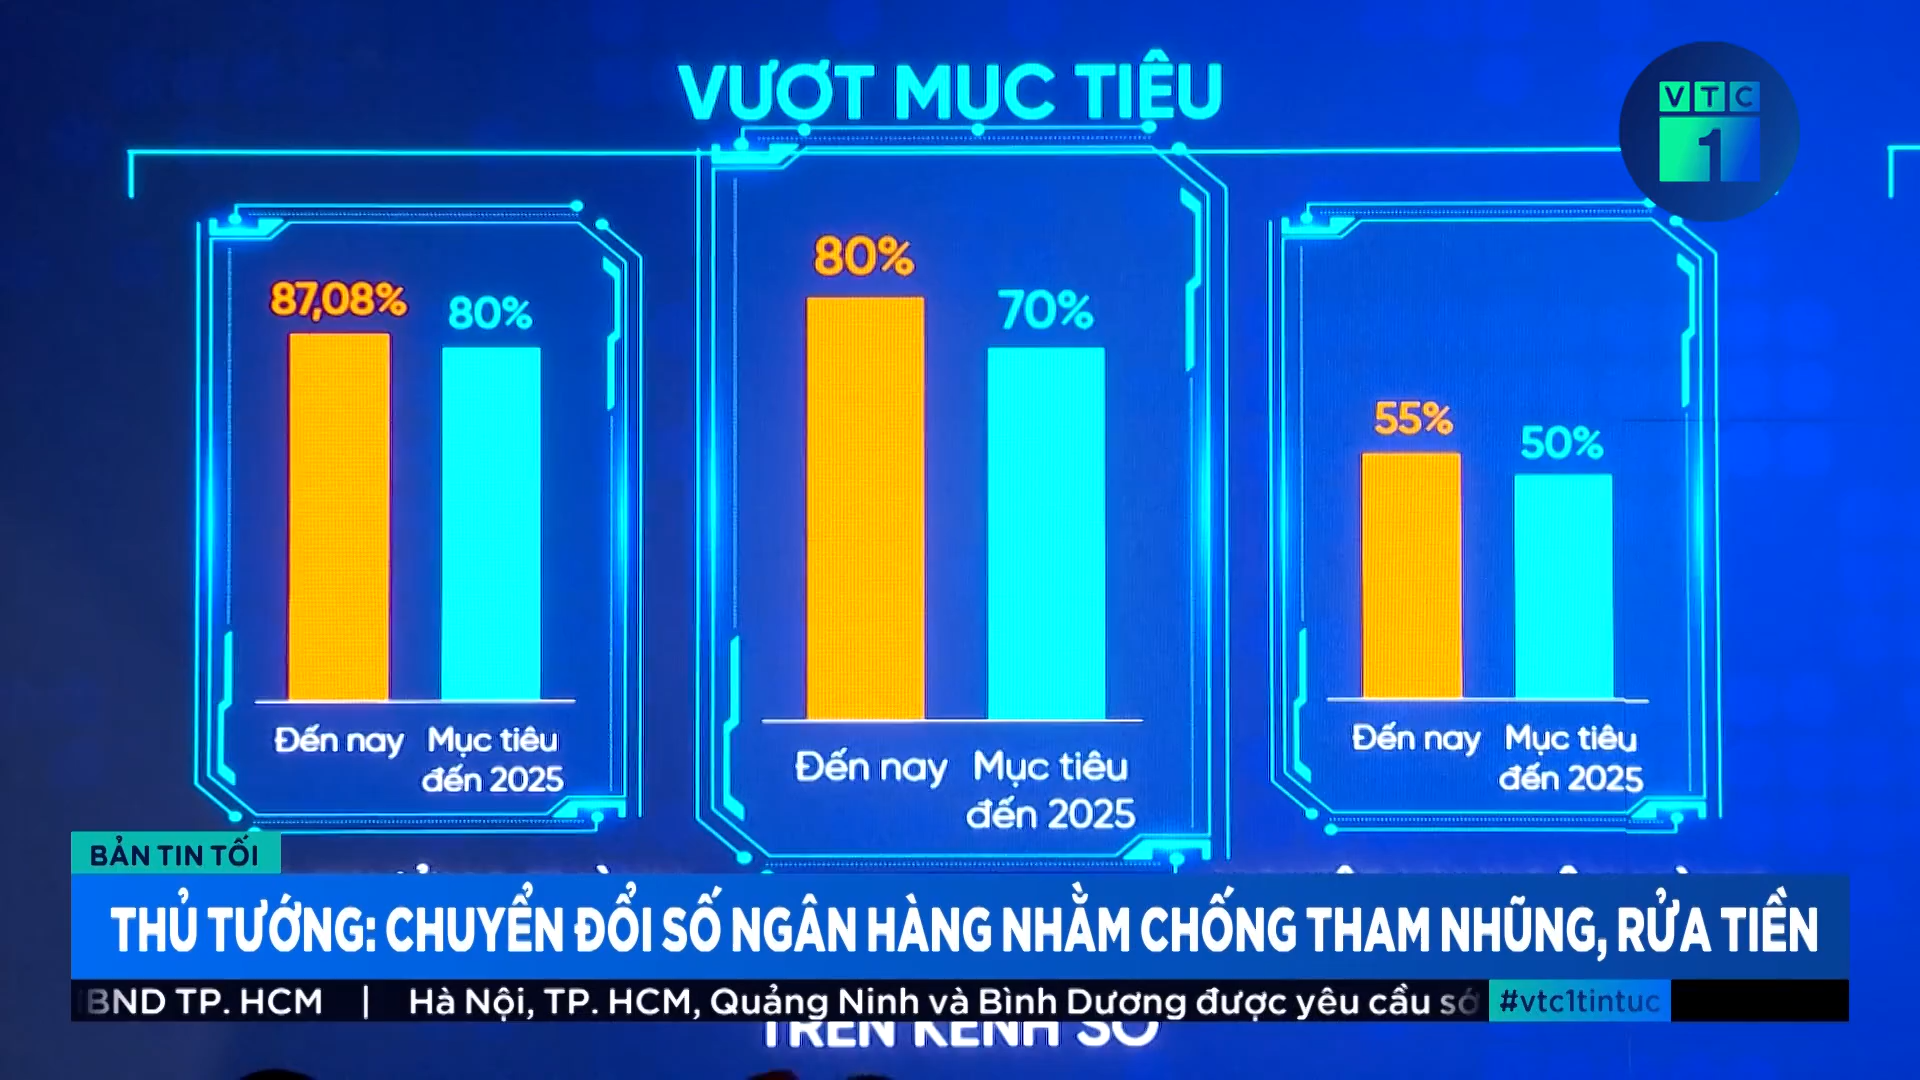 VƯỢT MỤC TIÊU
VTC
1
87,08%
80%
Đến nay
Mục tiêu
đến 2025
80%
70%
Đến nay
Mục tiêu
đến 2025
55%
50%
Đến nay
Mục tiêu
đến 2025
BẢN TIN TỐI
THỦ TƯỚNG: CHUYỂN ĐỔI SỐ NGÂN HÀNG NHẰM CHỐNG THAM NHŨNG, RỬA TIỀN
BND TP. HCM | Hà Nội, TP. HCM, Quảng Ninh và Bình Dương được yêu cầu
#vtc1tintuc
TRÊN KÊNH SỐ